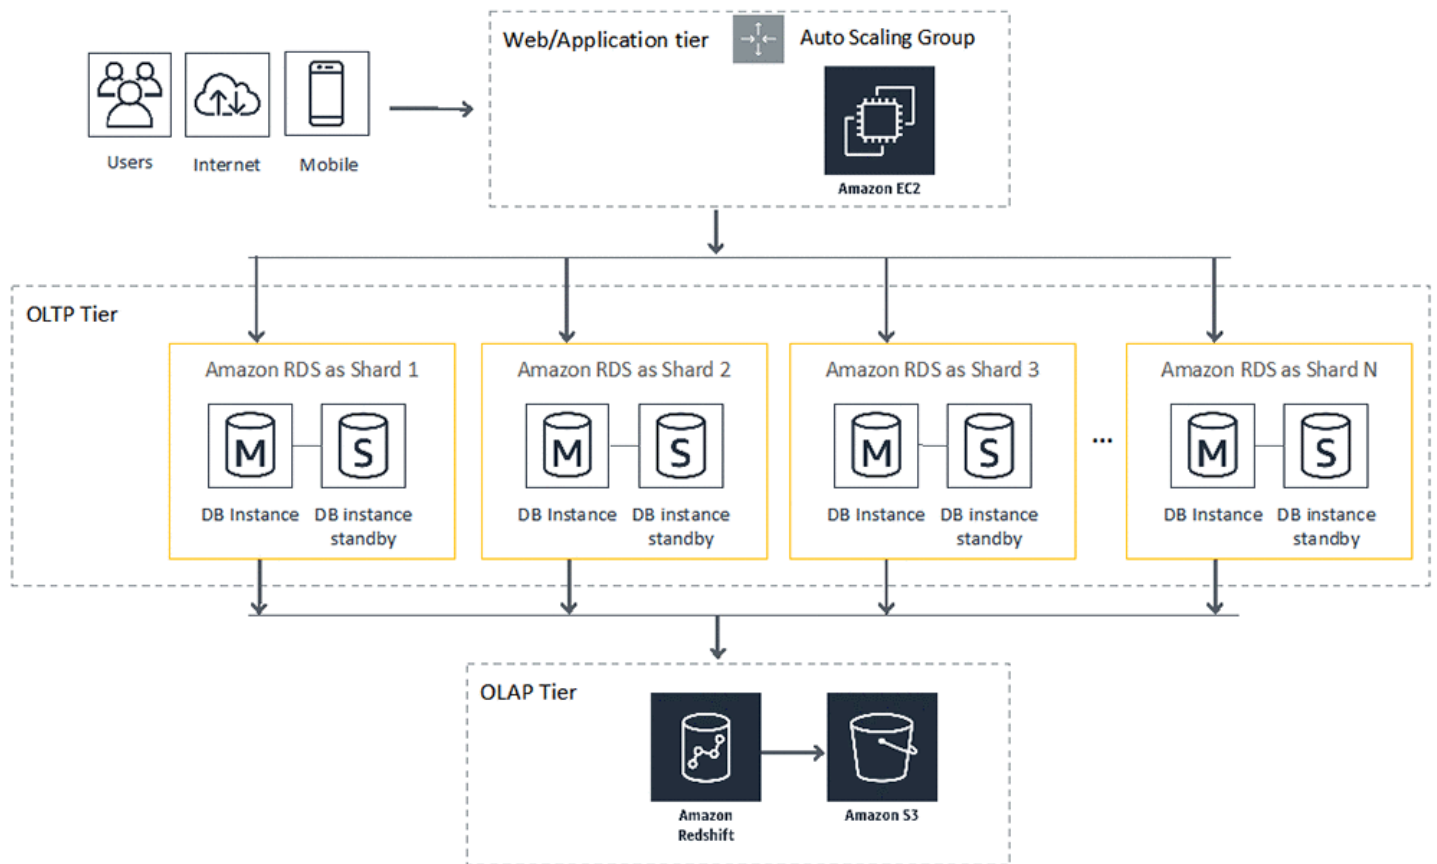 Web/Application tier
Auto Scaling Group
Users
Internet
Mobile
Amazon EC2
OLTP Tier
Amazon RDS as Shard 1
M
S
DB Instance
DB instance
standby
Amazon RDS as Shard 2
M
S
DB Instance
DB instance
standby
Amazon RDS as Shard 3
M
S
DB Instance
DB instance
standby
...
Amazon RDS as Shard N
M
S
DB Instance
DB instance
standby
OLAP Tier
Amazon
Redshift
Amazon S3